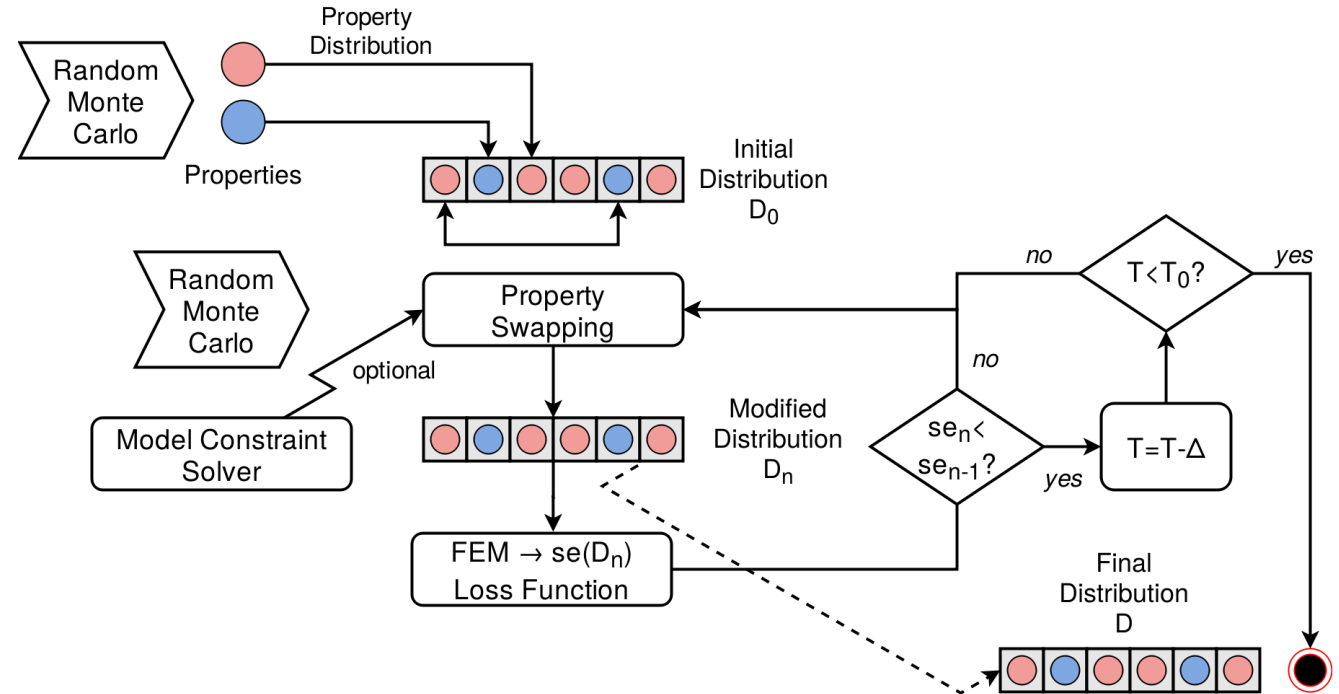 Property
Distribution
Random
Monte
Carlo
Properties
Initial
Distribution
D0
Random
Monte
Carlo
Property
Swapping
optional
Model Constraint
Solver
Modified
Distribution
Dn
no
T<T0?
yes
no
sen<
sen-1?
yes
T=T-Δ
FEM → se(Dn)
Loss Function
Final
Distribution
D